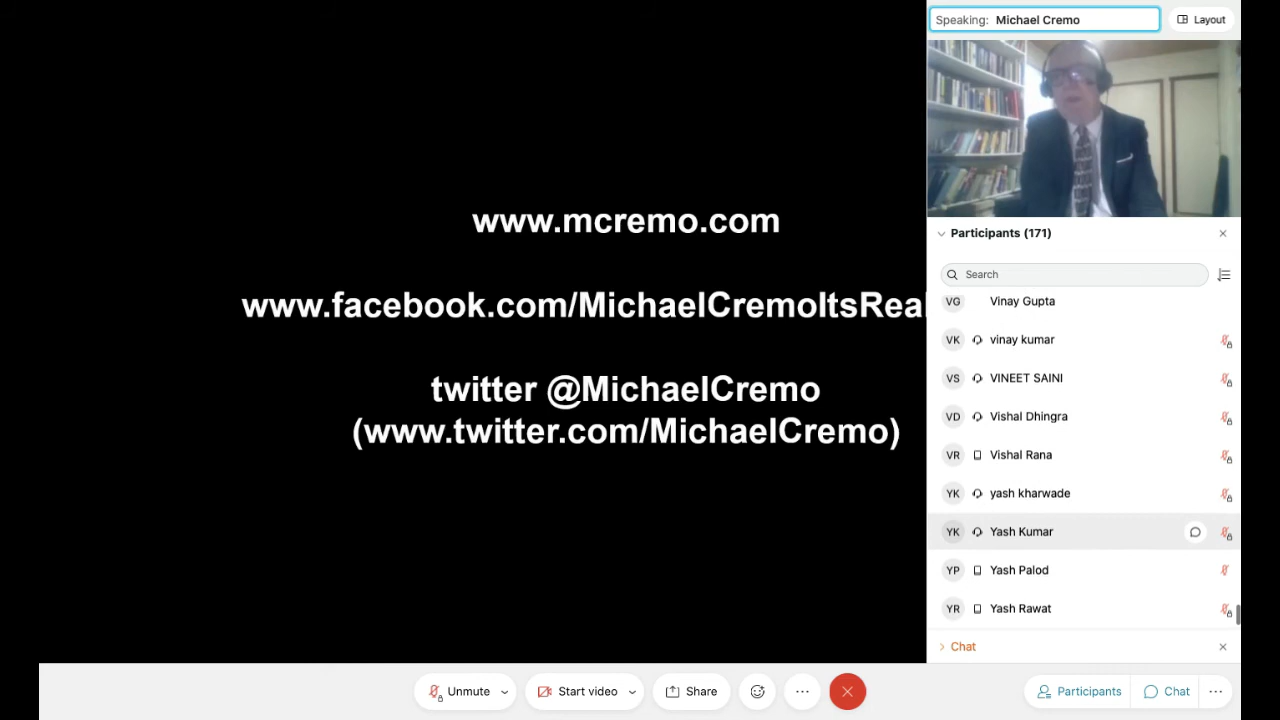 Speaking: Michael Cremo
Layout
www.mcremo.com
www.facebook.com/MichaelCremoItsReal
twitter @MichaelCremo
(www.twitter.com/MichaelCremo)
Participants (171)
Search
VG Vinay Gupta
VK vinay kumar
VS VINEET SAINI
VD Vishal Dhingra
VR Vishal Rana
YK yash kharwade
YK Yash Kumar
YP Yash Palod
YR Yash Rawat
Chat
Unmute
Start video
Share
Participants
Chat